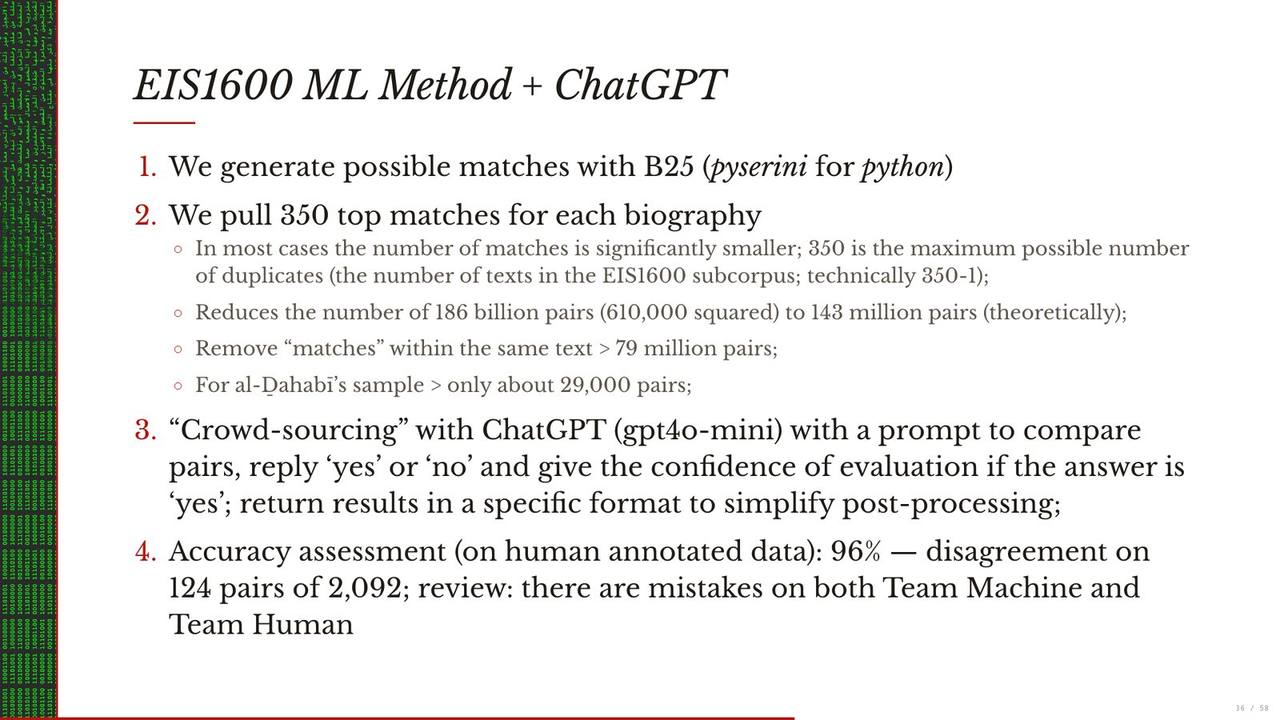 EIS1600 ML Method + ChatGPT
1. We generate possible matches with B25 (pyserini for python)
2. We pull 350 top matches for each biography
○ In most cases the number of matches is significantly smaller; 350 is the maximum possible number
of duplicates (the number of texts in the EIS1600 subcorpus; technically 350-1);
○ Reduces the number of 186 billion pairs (610,000 squared) to 143 million pairs (theoretically);
○ Remove “matches” within the same text > 79 million pairs;
○ For al-Ḏahabī’s sample > only about 29,000 pairs;
3. “Crowd-sourcing” with ChatGPT (gpt4o-mini) with a prompt to compare
pairs, reply ‘yes’ or ‘no’ and give the confidence of evaluation if the answer is
‘yes’; return results in a specific format to simplify post-processing;
4. Accuracy assessment (on human annotated data): 96% — disagreement on
124 pairs of 2,092; review: there are mistakes on both Team Machine and
Team Human
36 / 58